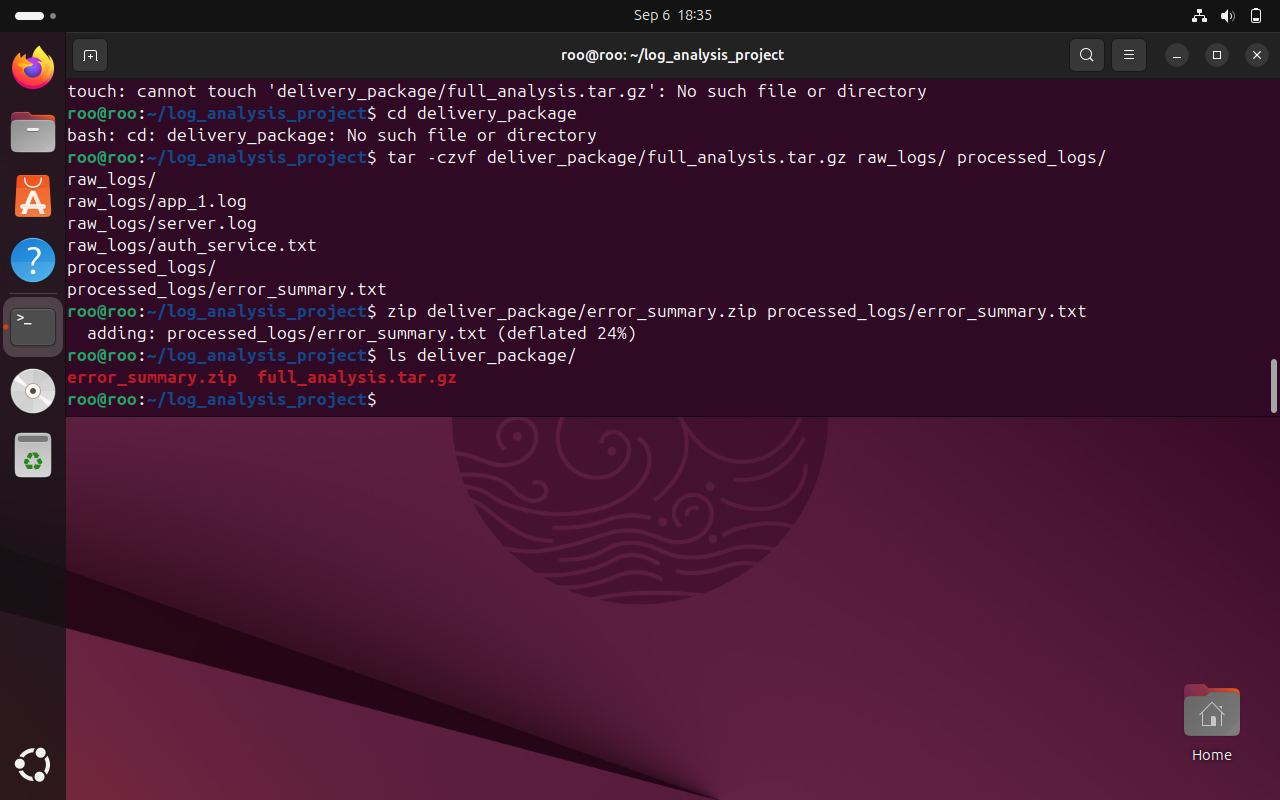 Sep 6 18:35
roo@roo: ~/log_analysis_project
touch: cannot touch 'delivery_package/full_analysis.tar.gz': No such file or directory
roo@roo:~/log_analysis_project$ cd delivery_package
bash: cd: delivery_package: No such file or directory
roo@roo:~/log_analysis_project$ tar -czvf deliver_package/full_analysis.tar.gz raw_logs/ processed_logs/
raw_logs/
raw_logs/app_1.log
raw_logs/server.log
raw_logs/auth_service.txt
processed_logs/
processed_logs/error_summary.txt
roo@roo:~/log_analysis_project$ zip deliver_package/error_summary.zip processed_logs/error_summary.txt
  adding: processed_logs/error_summary.txt (deflated 24%)
roo@roo:~/log_analysis_project$ ls deliver_package/
error_summary.zip  full_analysis.tar.gz
roo@roo:~/log_analysis_project$
Home